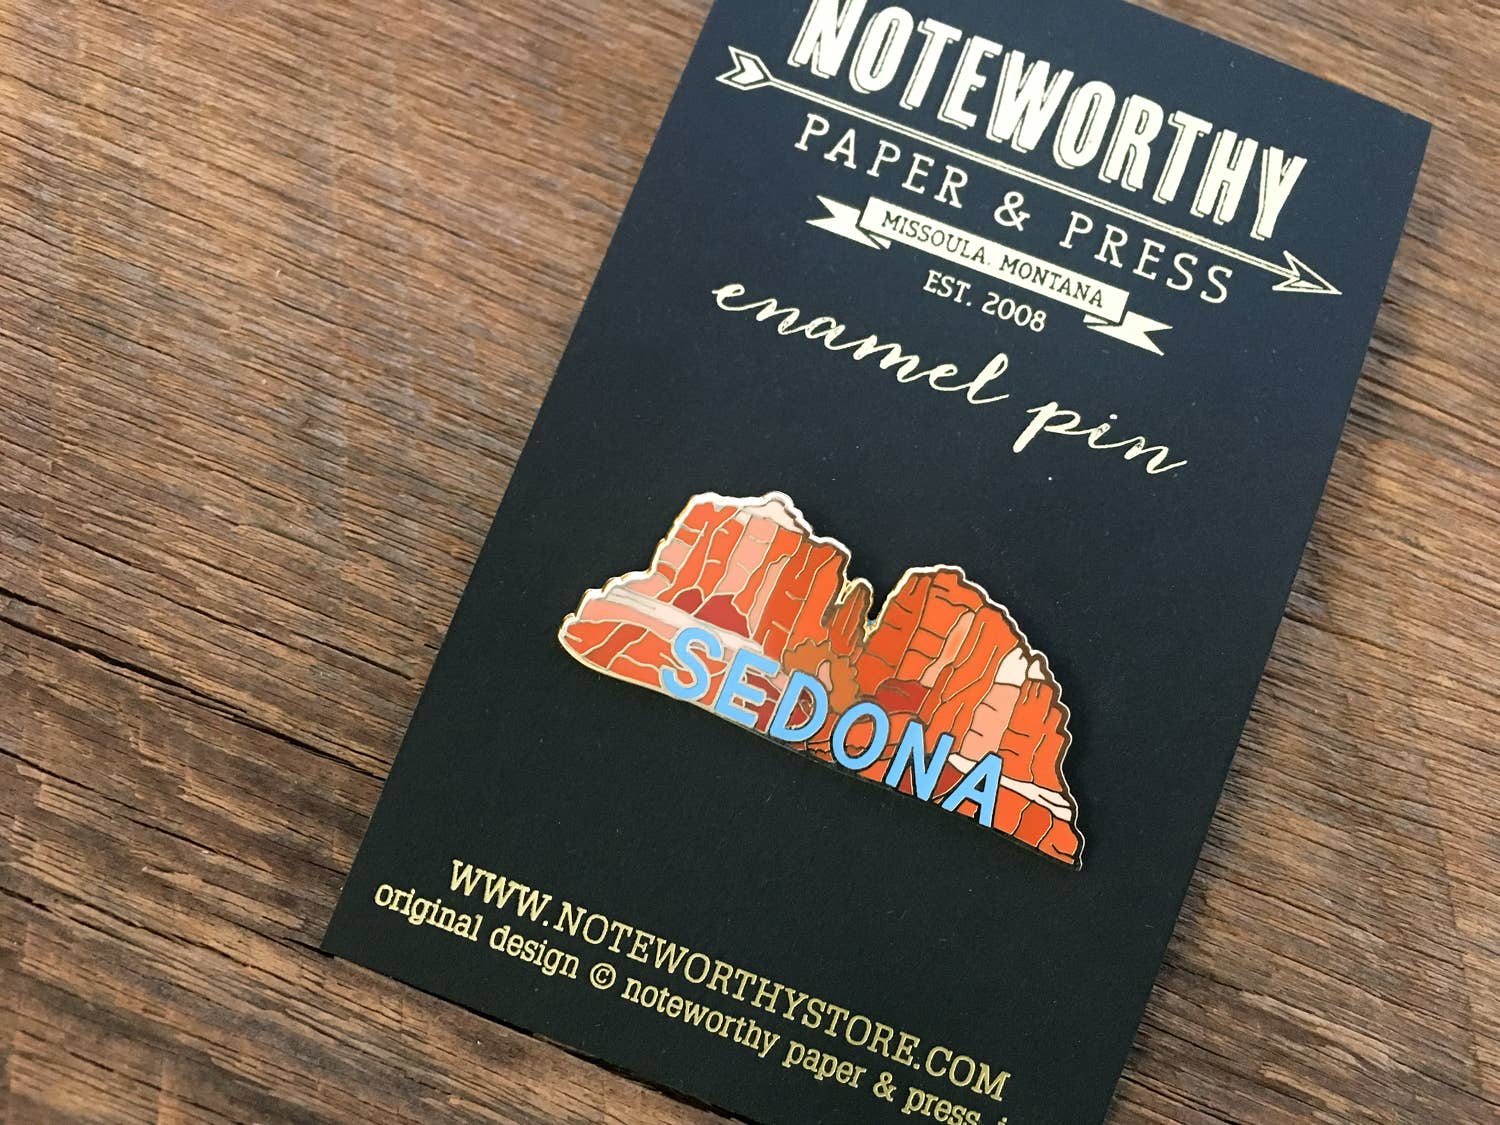 NOTEWORTHY
PAPER & PRESS
MISSOULA, MONTANA
EST. 2008
enamel pin
SEDONA
WWW.NOTEWORTHYSTORE.COM
original design © noteworthy paper & press